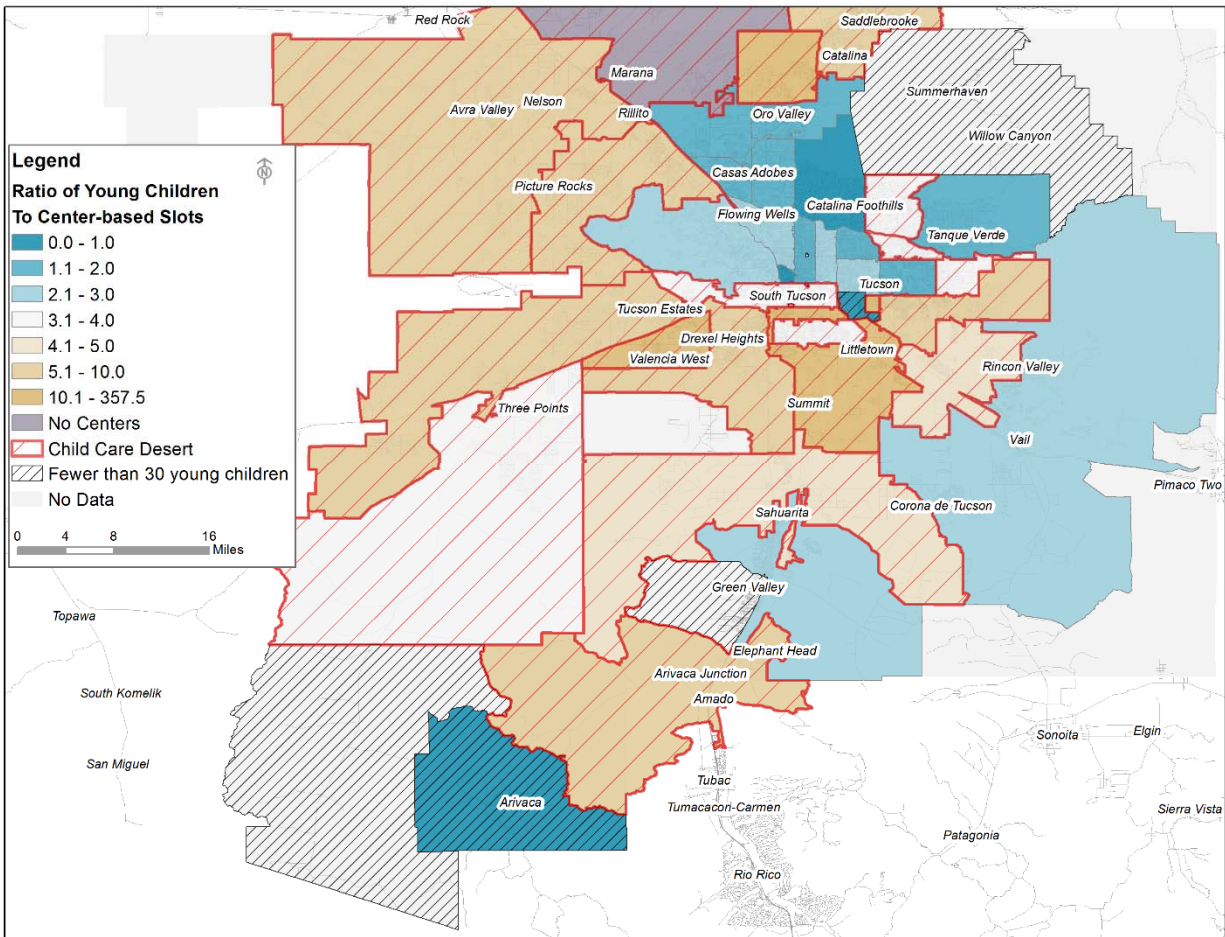 Red Rock
Saddlebrooke
Catalina
Marana
Summerhaven
Nelson
Avra Valley
Rillito
Oro Valley
Willow Canyon
Legend
N
Ratio of Young Children
To Center-based Slots
0.0 - 1.0
1.1 - 2.0
2.1 - 3.0
3.1 - 4.0
4.1 - 5.0
5.1 - 10.0
10.1 - 357.5
No Centers
Child Care Desert
Fewer than 30 young children
No Data
0 4 8 16
Miles
Casas Adobes
Picture Rocks
Catalina Foothills
Flowing Wells
Tanque Verde
Tucson
South Tucson
Tucson Estates
Drexel Heights
Littletown
Valencia West
Rincon Valley
Summit
Three Points
Vail
Pimaco Two
Corona de Tucson
Sahuarita
Green Valley
Topawa
Elephant Head
Arivaca Junction
South Komelik
Amado
Sonoita
Elgin
San Miguel
Tubac
Arivaca
Tumacacori-Carmen
Sierra Vista
Patagonia
Rio Rico